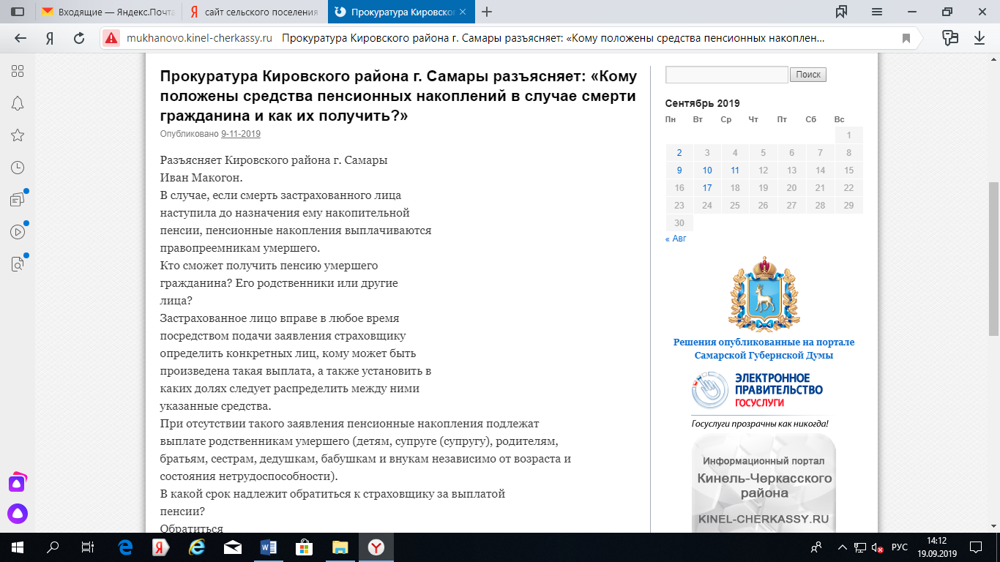 Входящие — Яндекс.Почта
сайт сельского поселения
Прокуратура Кировског
mukhanovo.kinel-cherkassy.ru Прокуратура Кировского района г. Самары разъясняет: «Кому положены средства пенсионных накоплен...
Прокуратура Кировского района г. Самары разъясняет: «Кому
положены средства пенсионных накоплений в случае смерти
гражданина и как их получить?»
Опубликовано 9-11-2019
Разъясняет Кировского района г. Самары
Иван Макогон.
В случае, если смерть застрахованного лица
наступила до назначения ему накопительной
пенсии, пенсионные накопления выплачиваются
правопреемникам умершего.
Кто сможет получить пенсию умершего
гражданина? Его родственники или другие
лица?
Застрахованное лицо вправе в любое время
посредством подачи заявления страховщику
определить конкретных лиц, кому может быть
произведена такая выплата, а также установить в
каких долях следует распределить между ними
указанные средства.
При отсутствии такого заявления пенсионные накопления подлежат
выплате родственникам умершего (детям, супруге (супругу), родителям,
братьям, сестрам, дедушкам, бабушкам и внукам независимо от возраста и
состояния нетрудоспособности).
В какой срок надлежит обратиться к страховщику за выплатой
пенсии?
Обратиться
Поиск
Сентябрь 2019
Пн Вт Ср Чт Пт Сб Вс
1
2 3 4 5 6 7 8
9 10 11 12 13 14 15
16 17 18 19 20 21 22
23 24 25 26 27 28 29
30
« Авг
Решения опубликованные на портале
Самарской Губернской Думы
ЭЛЕКТРОННОЕ
ПРАВИТЕЛЬСТВО
ГОСУСЛУГИ
Госуслуги прозрачны как никогда!
Информационный портал
Кинель-Черкасского
района
KINEL-CHERKASSY.RU
РУС
14:12
19.09.2019